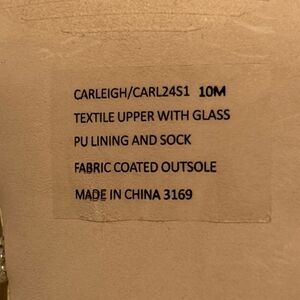 CARLEIGH/CARL24S1 10M
TEXTILE UPPER WITH GLASS
PU LINING AND SOCK
FABRIC COATED OUTSOLE
MADE IN CHINA 3169